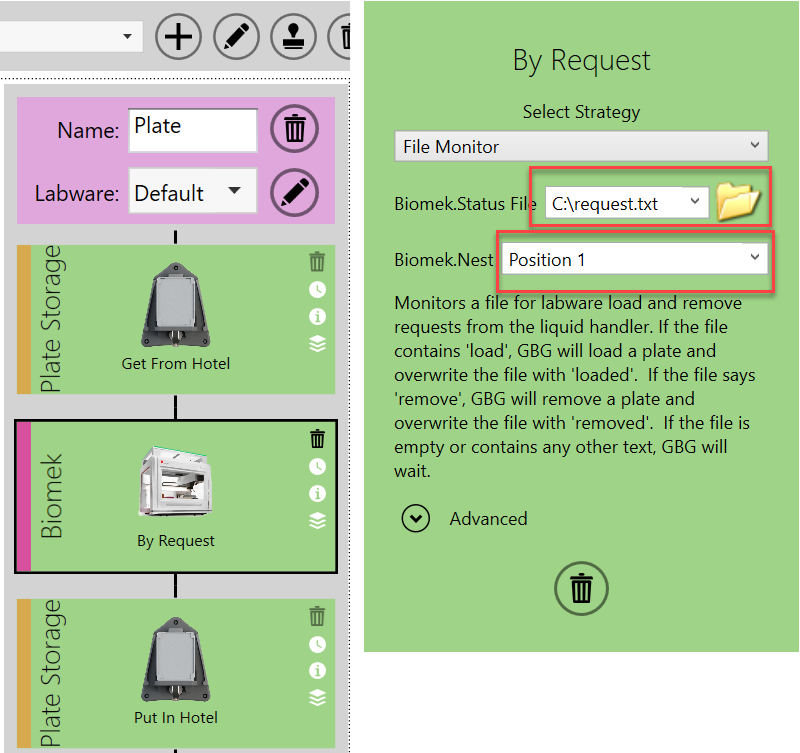 Name:
Plate
Labware:
Default
Plate Storage
Get From Hotel
Biomek
By Request
Plate Storage
Put In Hotel
By Request
Select Strategy
File Monitor
Biomek.Status File
C:\request.txt
Biomek.Nest
Position 1
Monitors a file for labware load and remove
requests from the liquid handler. If the file
contains 'load', GBG will load a plate and
overwrite the file with 'loaded'.  If the file says
'remove', GBG will remove a plate and
overwrite the file with 'removed'.  If the file is
empty or contains any other text, GBG will
wait.
Advanced